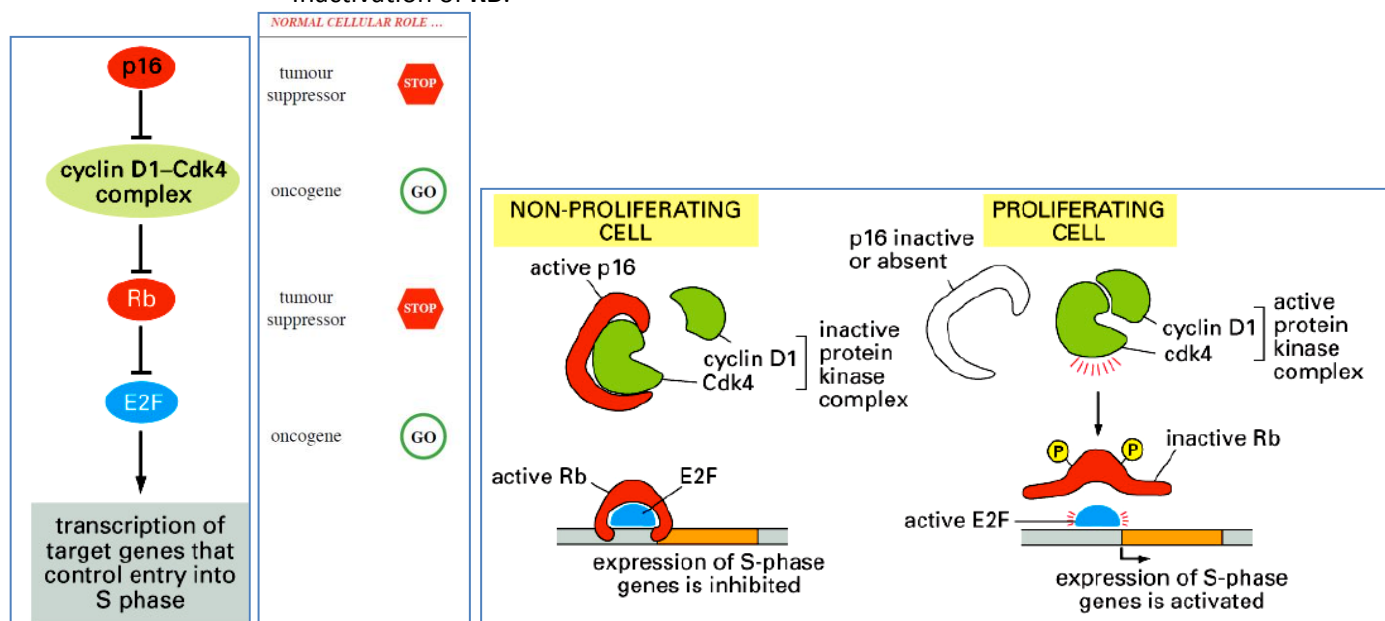 inactivation of RB.
p16
cyclin D1–Cdk4
complex
Rb
E2F
transcription of
target genes that
control entry into
S phase
NORMAL CELLULAR ROLE ...
tumour
suppressor
STOP
oncogene
GO
tumour
suppressor
STOP
oncogene
GO
NON-PROLIFERATING
CELL
active p16
cyclin D1
Cdk4
inactive
protein
kinase
complex
active Rb
E2F
expression of S-phase
genes is inhibited
PROLIFERATING
CELL
p16 inactive
or absent
cyclin D1
cdk4
active
protein
kinase
complex
P
P
inactive Rb
active E2F
expression of S-phase
genes is activated